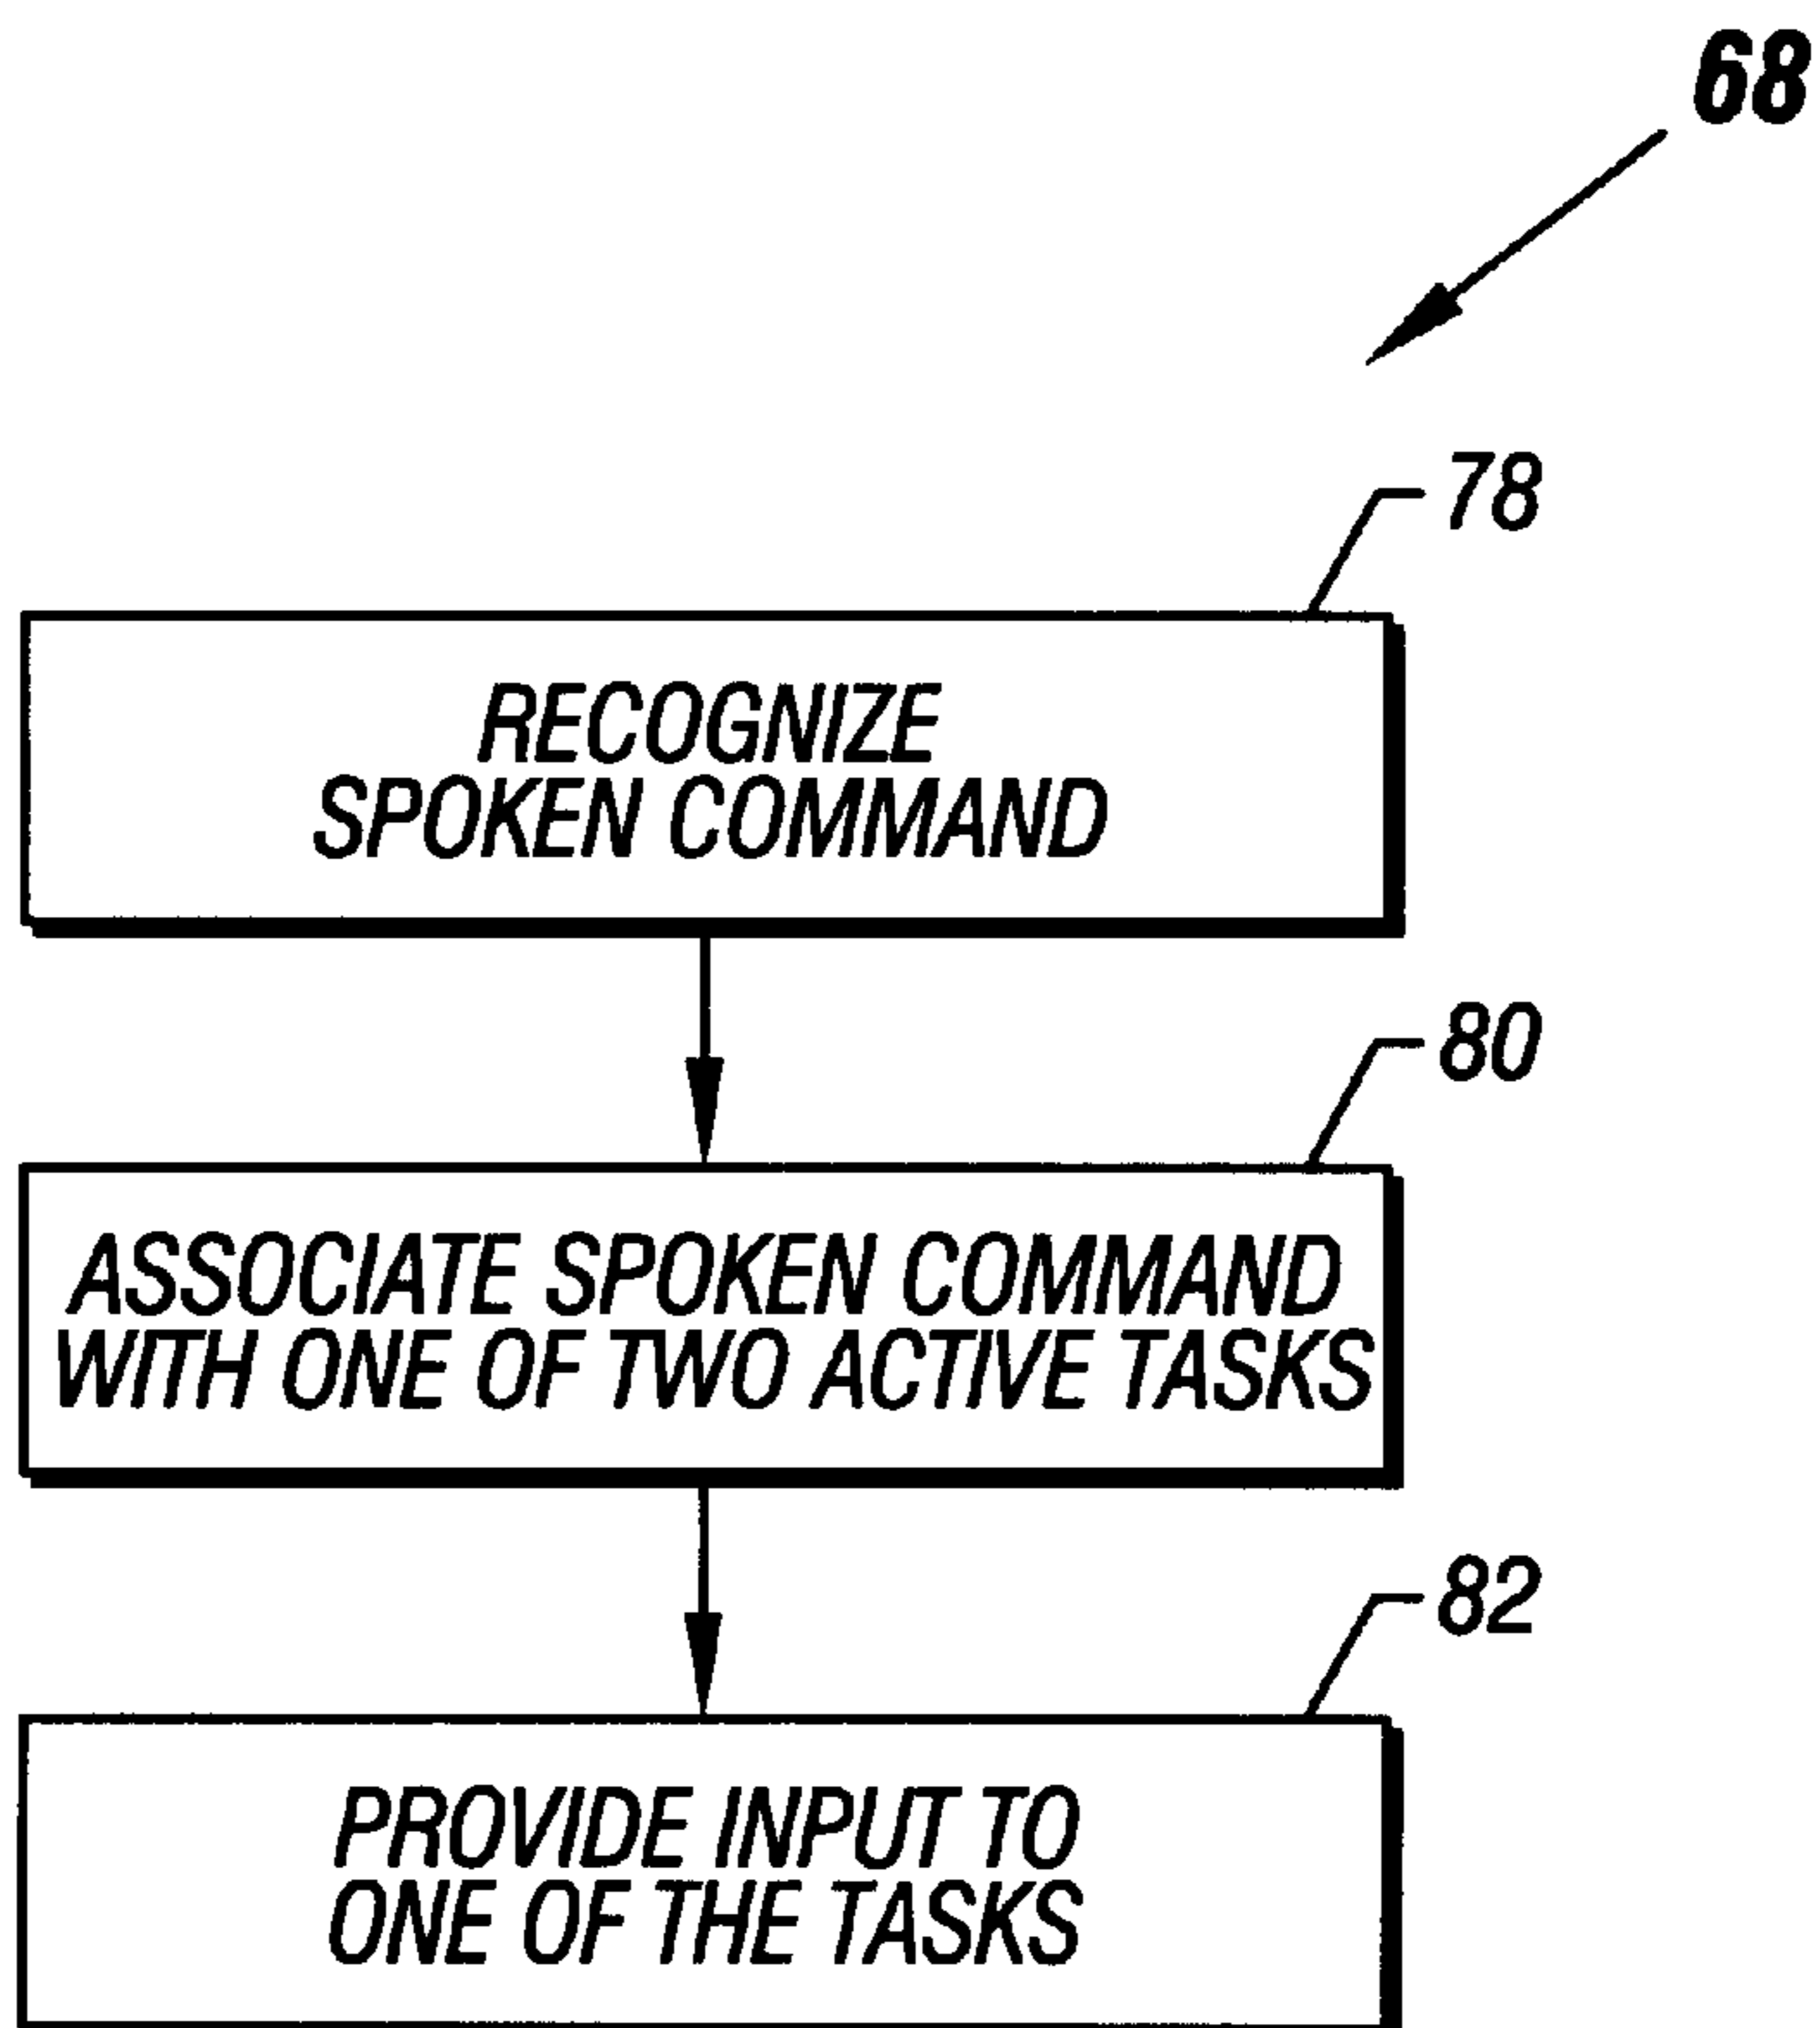 68
78
RECOGNIZE
SPOKEN COMMAND
80
ASSOCIATE SPOKEN COMMAND
WITH ONE OF TWO ACTIVE TASKS
82
PROVIDE INPUT TO
ONE OF THE TASKS